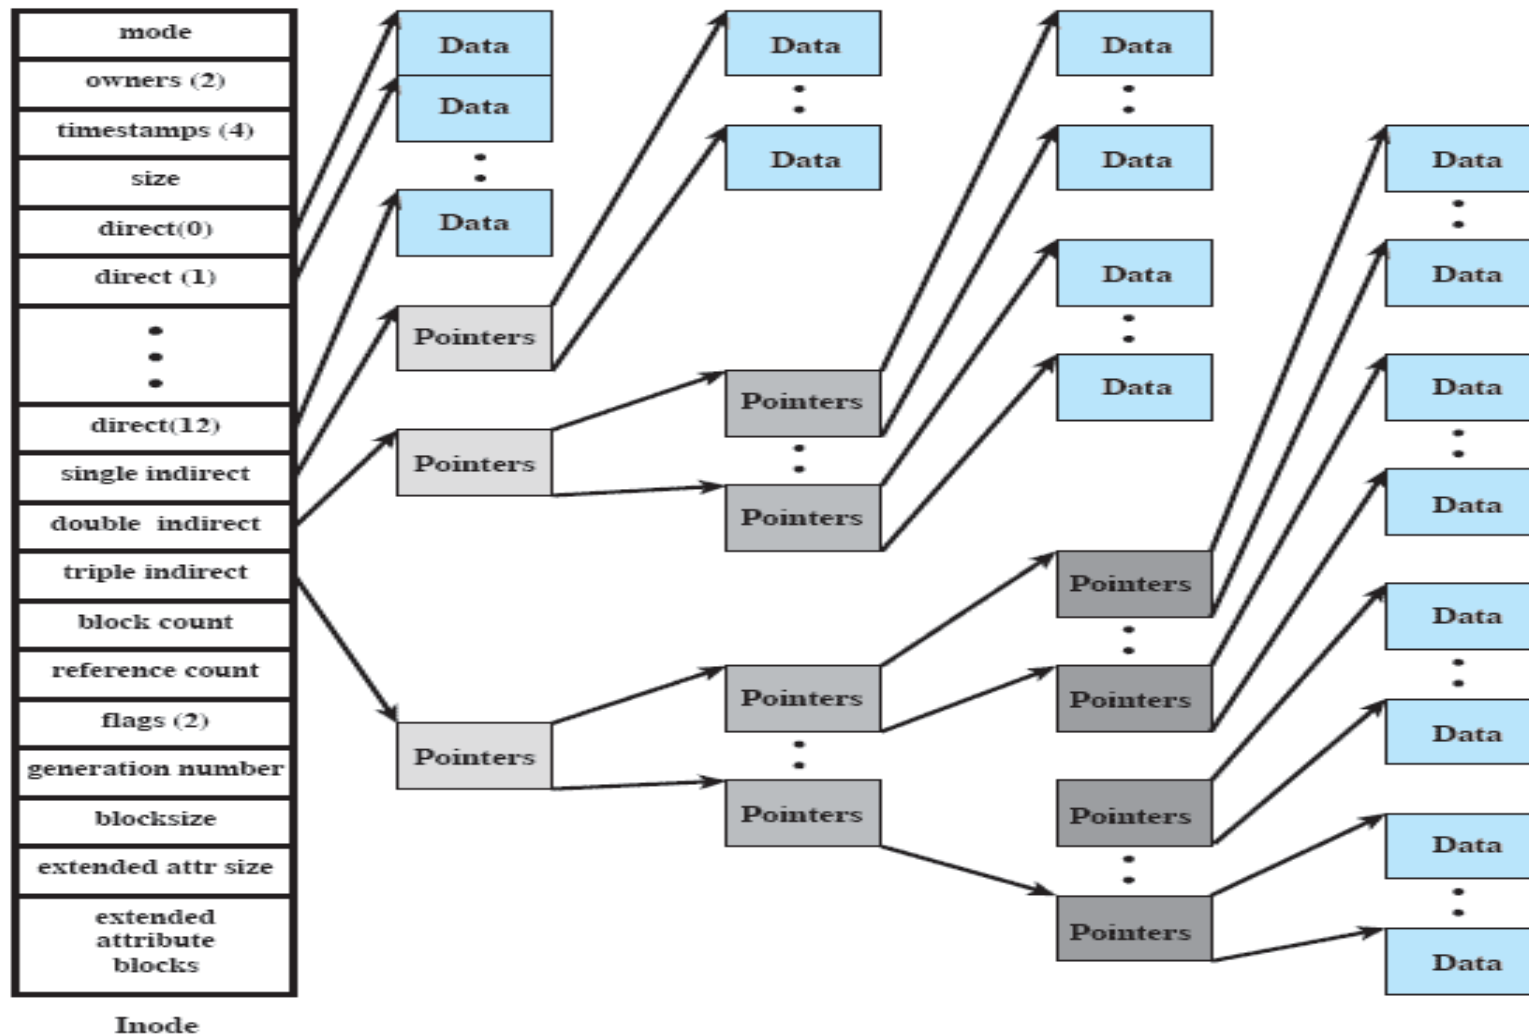 mode
owners (2)
timestamps (4)
size
direct(0)
direct (1)
direct(12)
single indirect
double indirect
triple indirect
block count
reference count
flags (2)
generation number
blocksize
extended attr size
extended
attribute
blocks
Inode
Data
Data
Data
Pointers
Pointers
Pointers
Data
Data
Pointers
Pointers
Pointers
Pointers
Data
Data
Data
Data
Pointers
Pointers
Pointers
Pointers
Data
Data
Data
Data
Data
Data
Data
Data